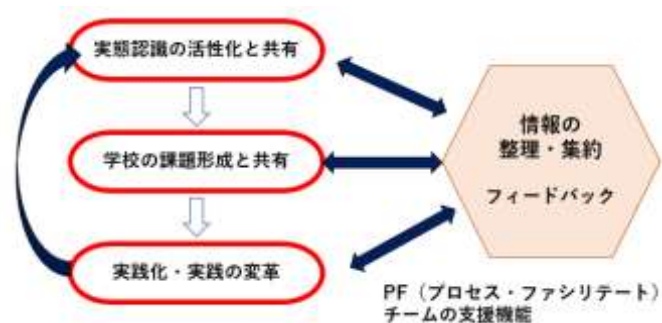 実態認識の活性化と共有
学校の課題形成と共有
実践化・実践の変革
情報の
整理・集約
フィードバック
PF（プロセス・ファシリテート）
チームの支援機能